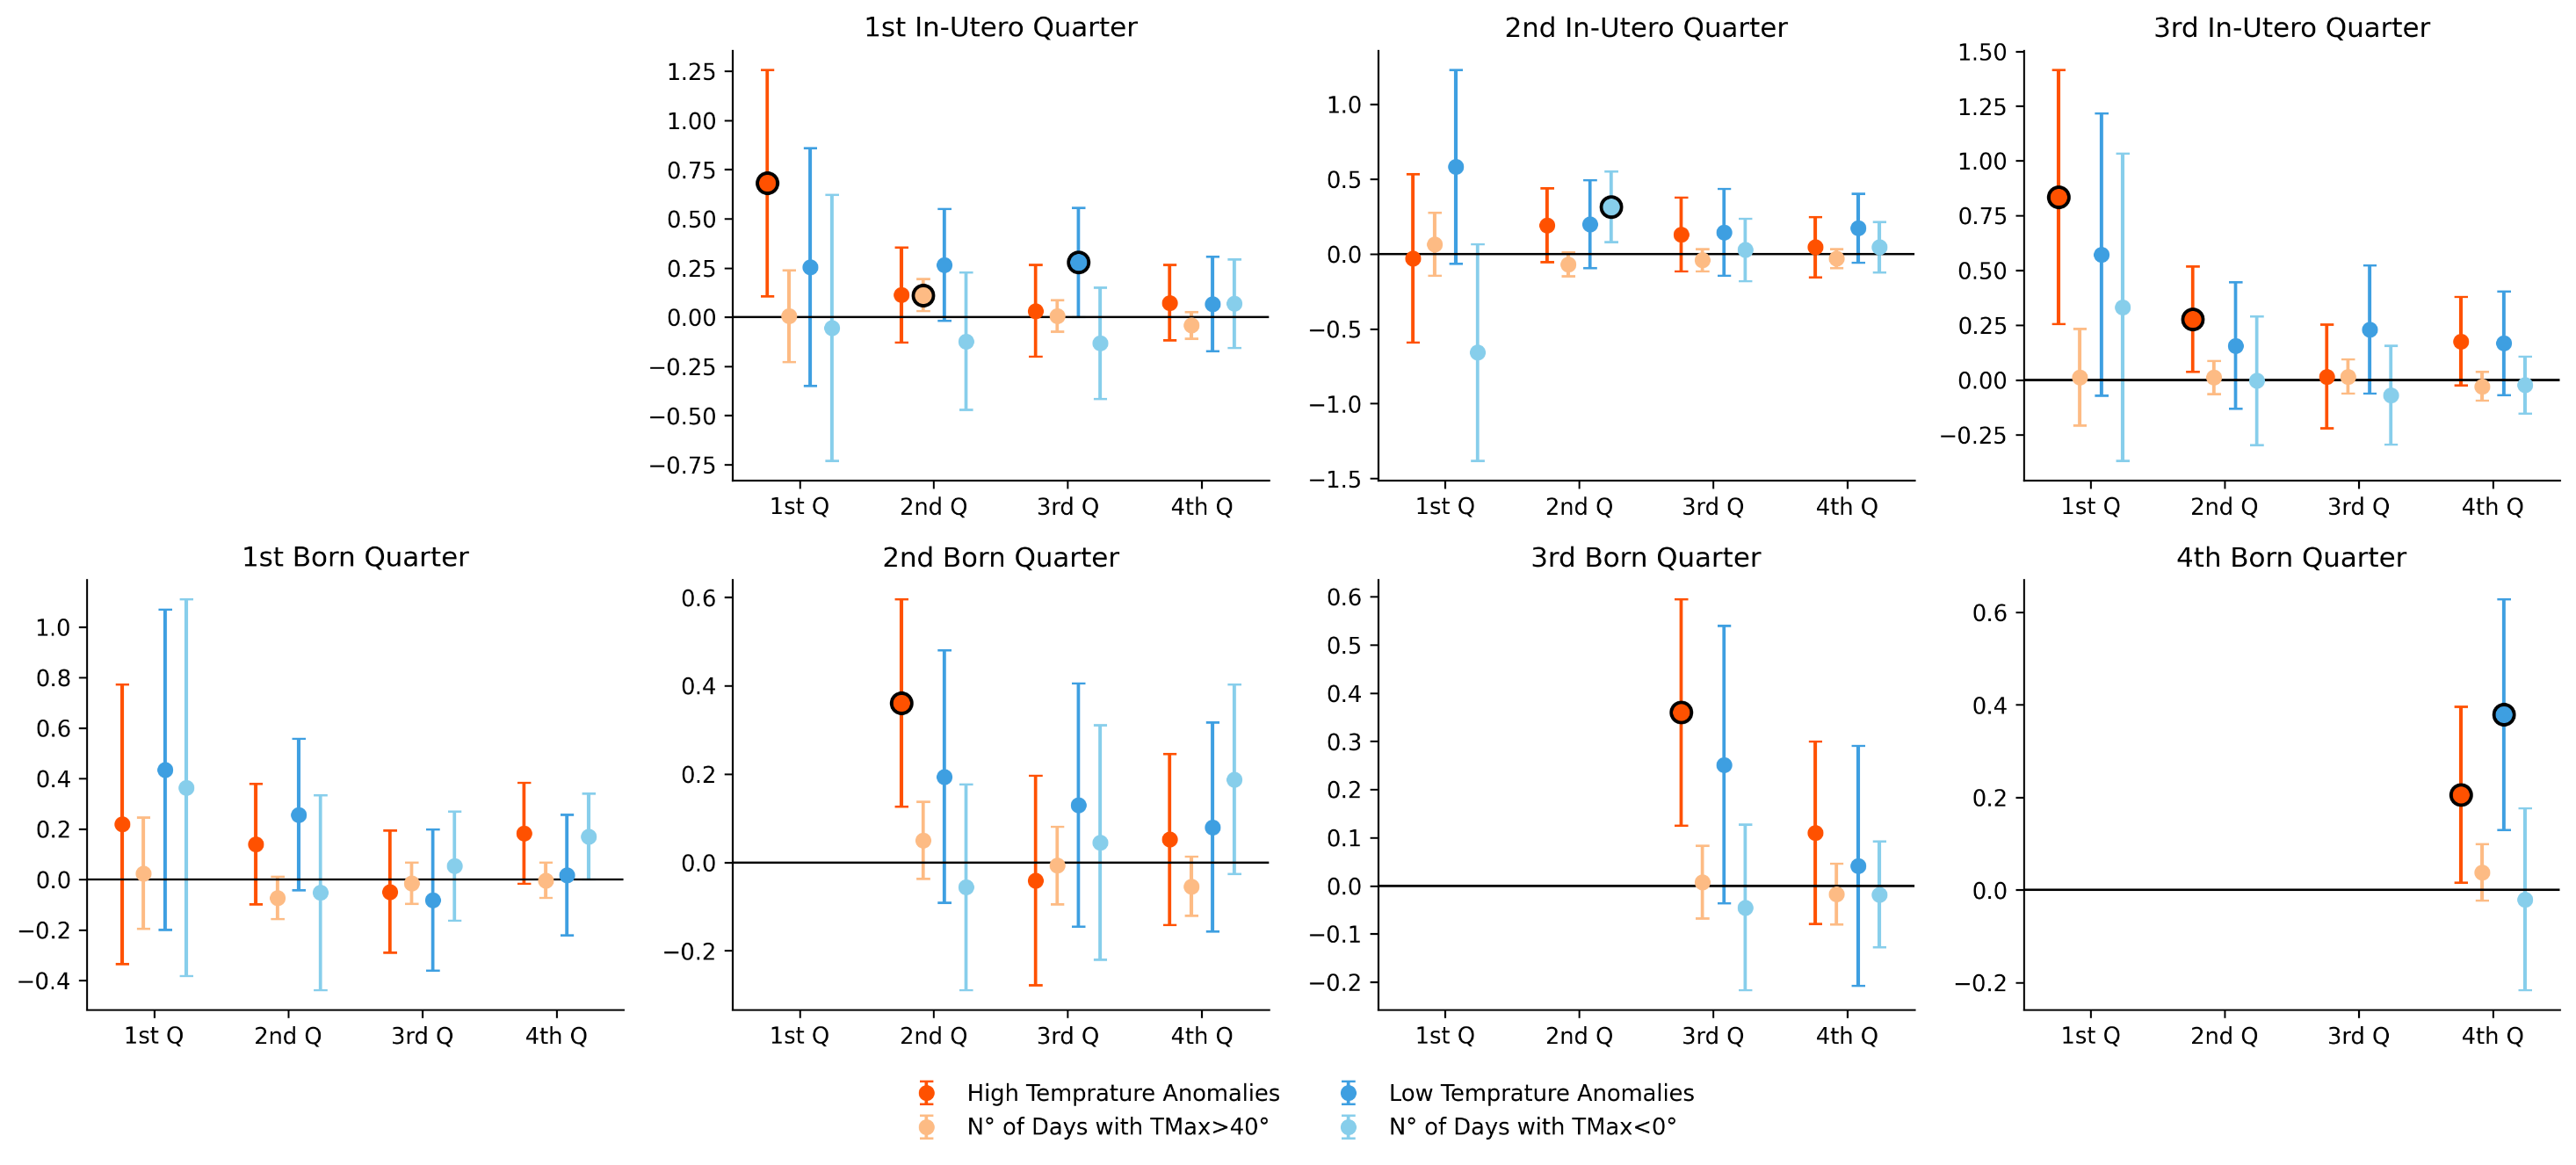 1st In-Utero Quarter
1.25
1.00
0.75
0.50
0.25
0.00
−0.25
−0.50
−0.75
1st Q 2nd Q 3rd Q 4th Q
2nd In-Utero Quarter
1.0
0.5
0.0
−0.5
−1.0
−1.5
1st Q 2nd Q 3rd Q 4th Q
3rd In-Utero Quarter
1.50
1.25
1.00
0.75
0.50
0.25
0.00
−0.25
1st Q 2nd Q 3rd Q 4th Q
1st Born Quarter
1.0
0.8
0.6
0.4
0.2
0.0
−0.2
−0.4
1st Q 2nd Q 3rd Q 4th Q
2nd Born Quarter
0.6
0.4
0.2
0.0
−0.2
1st Q 2nd Q 3rd Q 4th Q
3rd Born Quarter
0.6
0.5
0.4
0.3
0.2
0.1
0.0
−0.1
−0.2
1st Q 2nd Q 3rd Q 4th Q
4th Born Quarter
0.6
0.4
0.2
0.0
−0.2
1st Q 2nd Q 3rd Q 4th Q
High Temprature Anomalies
N° of Days with TMax>40°
Low Temprature Anomalies
N° of Days with TMax<0°